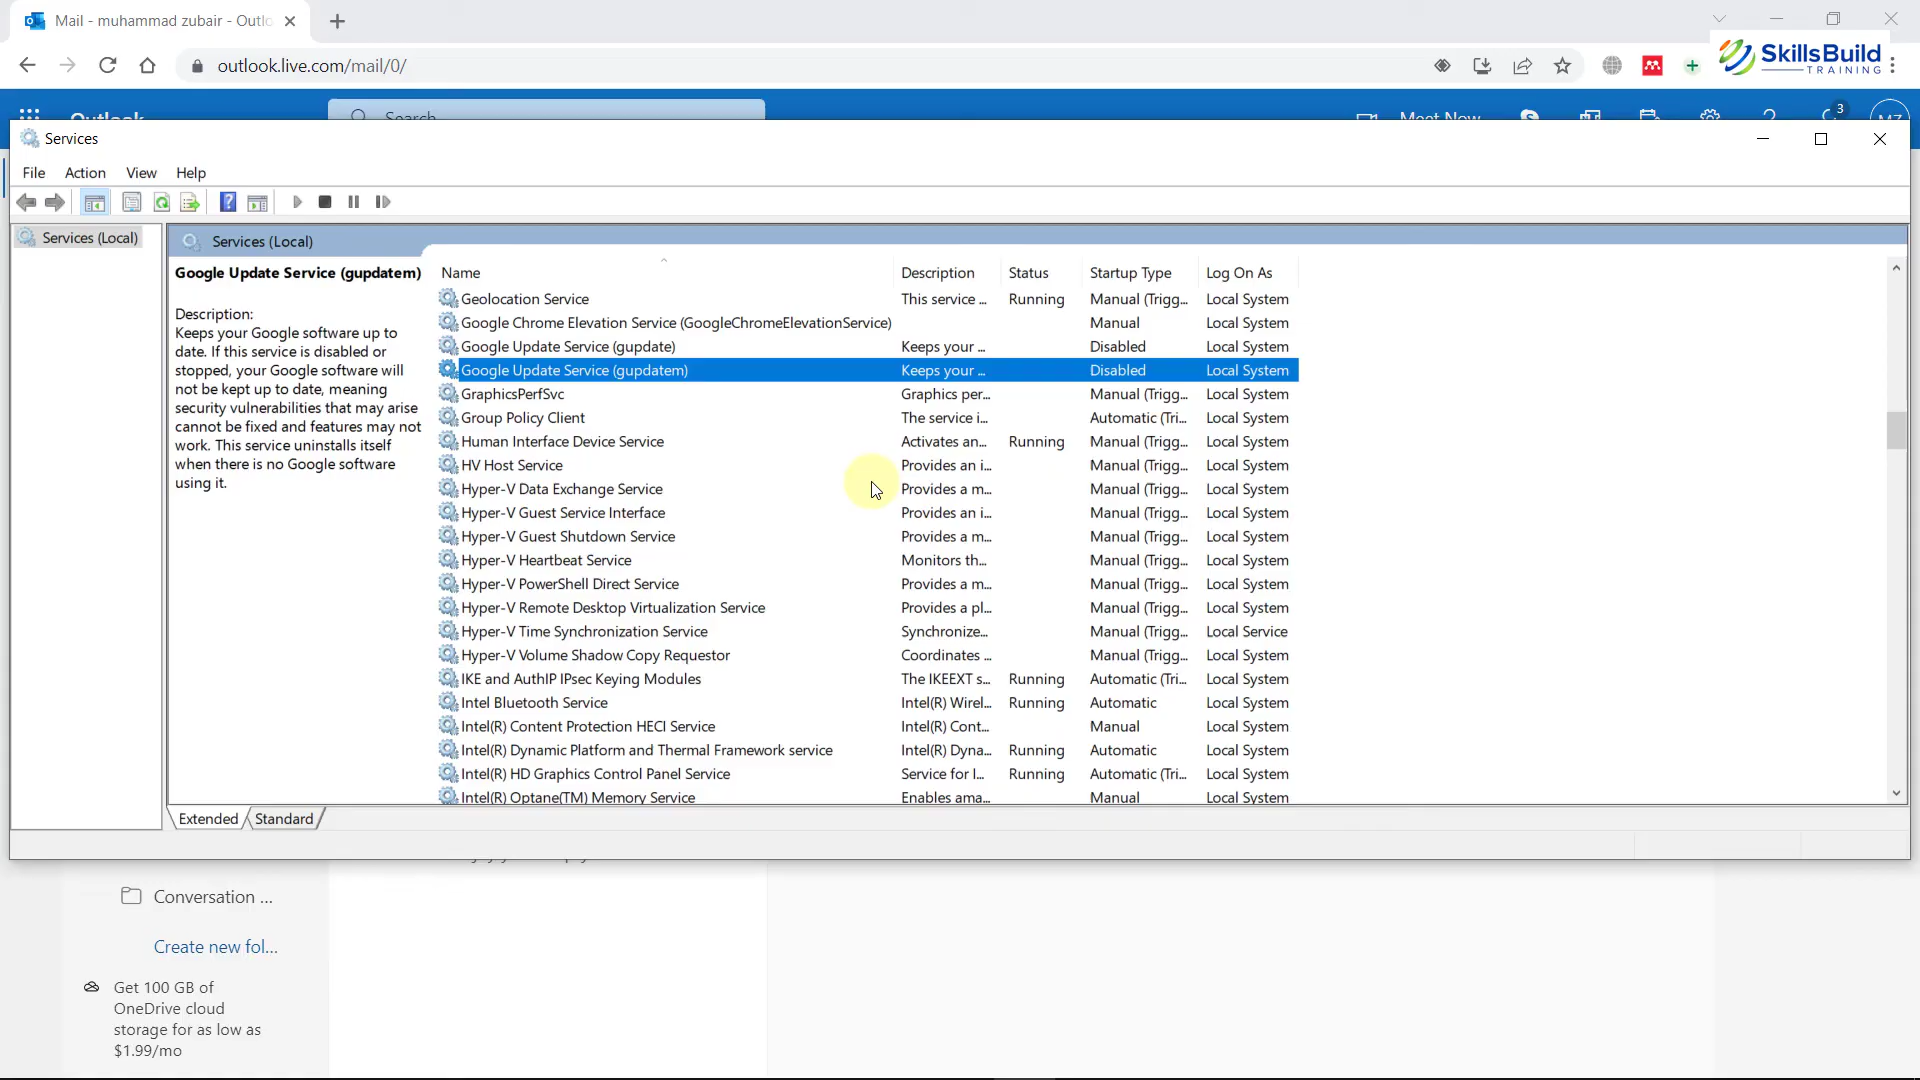 Mail - muhammad zubair - Outlo
outlook.live.com/mail/0/
SkillsBuild
TRAINING
Outlook
Search
Meet Now
3
MZ
Services
File Action View Help
Services (Local)
Services (Local)
Google Update Service (gupdatem)
Description:
Keeps your Google software up to
date. If this service is disabled or
stopped, your Google software will
not be kept up to date, meaning
security vulnerabilities that may arise
cannot be fixed and features may not
work. This service uninstalls itself
when there is no Google software
using it.
Name Description Status Startup Type Log On As
Geolocation Service This service ... Running Manual (Trigg... Local System
Google Chrome Elevation Service (GoogleChromeElevationService) Manual Local System
Google Update Service (gupdate) Keeps your ... Disabled Local System
Google Update Service (gupdatem) Keeps your ... Disabled Local System
GraphicsPerfSvc Graphics per... Manual (Trigg... Local System
Group Policy Client The service i... Automatic (Tri... Local System
Human Interface Device Service Activates an... Running Manual (Trigg... Local System
HV Host Service Provides an i... Manual (Trigg... Local System
Hyper-V Data Exchange Service Provides a m... Manual (Trigg... Local System
Hyper-V Guest Service Interface Provides an i... Manual (Trigg... Local System
Hyper-V Guest Shutdown Service Provides a m... Manual (Trigg... Local System
Hyper-V Heartbeat Service Monitors th... Manual (Trigg... Local System
Hyper-V PowerShell Direct Service Provides a m... Manual (Trigg... Local System
Hyper-V Remote Desktop Virtualization Service Provides a pl... Manual (Trigg... Local System
Hyper-V Time Synchronization Service Synchronize... Manual (Trigg... Local Service
Hyper-V Volume Shadow Copy Requestor Coordinates ... Manual (Trigg... Local System
IKE and AuthIP IPsec Keying Modules The IKEEXT s... Running Automatic (Tri... Local System
Intel Bluetooth Service Intel(R) Wirel... Running Automatic Local System
Intel(R) Content Protection HECI Service Intel(R) Cont... Manual Local System
Intel(R) Dynamic Platform and Thermal Framework service Intel(R) Dyna... Running Automatic Local System
Intel(R) HD Graphics Control Panel Service Service for I... Running Automatic (Tri... Local System
Intel(R) Optane(TM) Memory Service Enables ama... Manual Local System
Extended Standard
Conversation ...
Create new fol...
Get 100 GB of
OneDrive cloud
storage for as low as
$1.99/mo